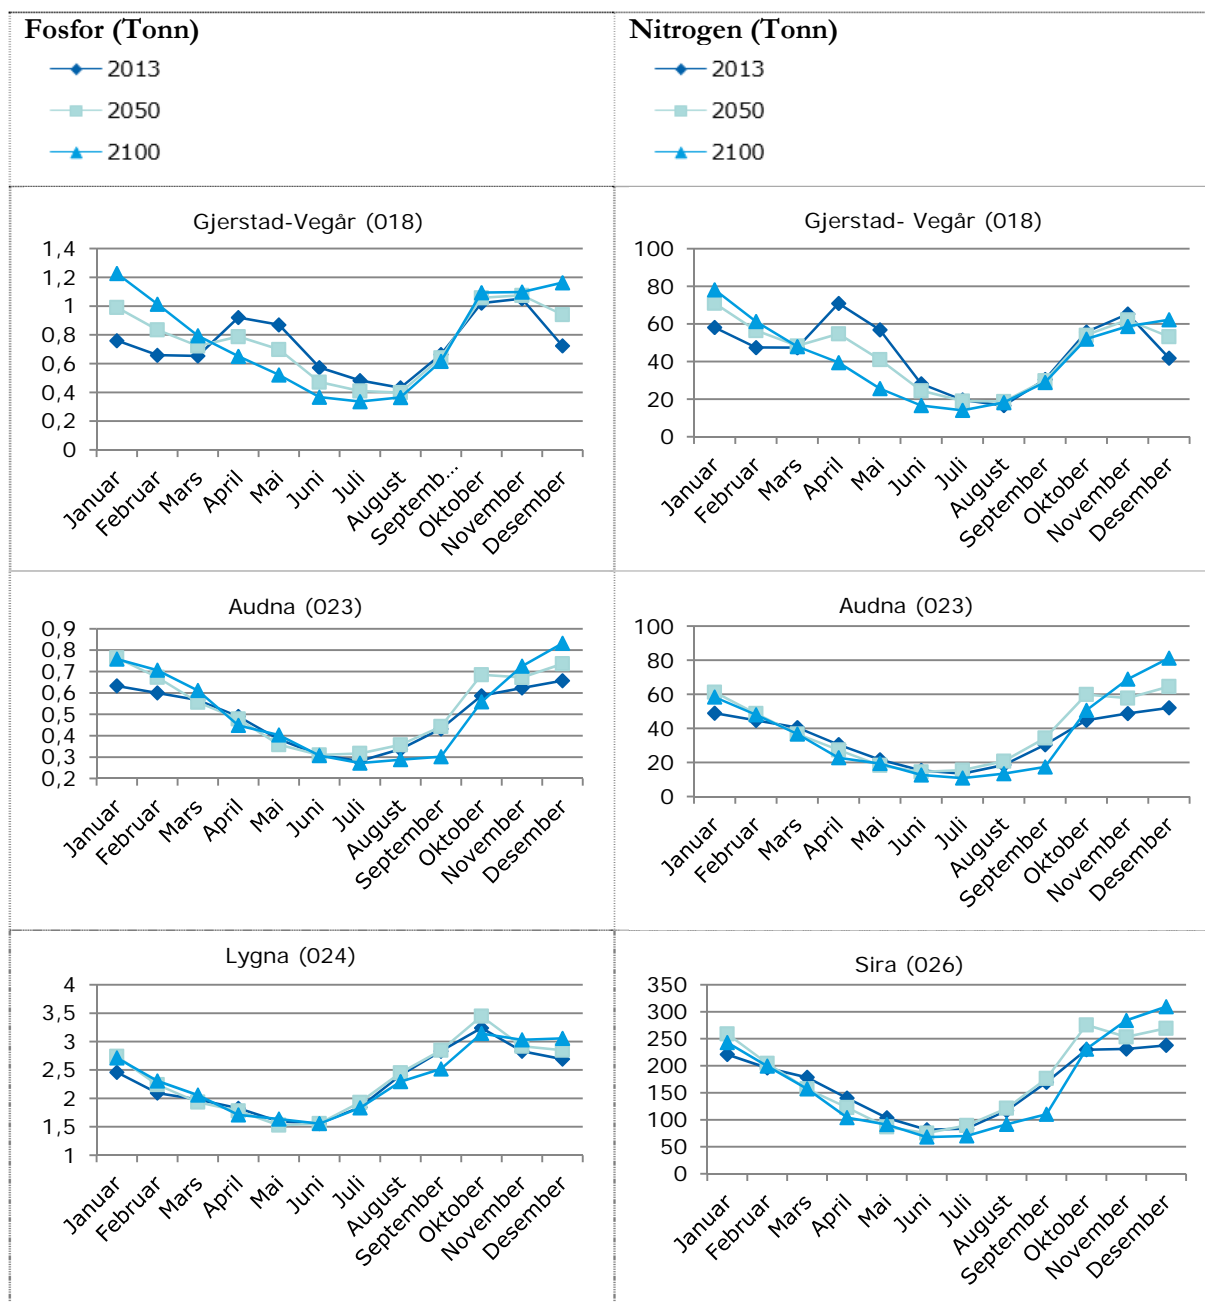 Fosfor (Tonn)
2013
2050
2100
Nitrogen (Tonn)
2013
2050
2100
Gjerstad-Vegår (018)
1,4
1,2
1
0,8
0,6
0,4
0,2
0
Januar
Februar
Mars
April
Mai
Juni
Juli
August
Septemb...
Oktober
November
Desember
Gjerstad- Vegår (018)
100
80
60
40
20
0
Januar
Februar
Mars
April
Mai
Juni
Juli
August
September
Oktober
November
Desember
Audna (023)
0,9
0,8
0,7
0,6
0,5
0,4
0,3
0,2
Januar
Februar
Mars
April
Mai
Juni
Juli
August
September
Oktober
November
Desember
Audna (023)
100
80
60
40
20
0
Januar
Februar
Mars
April
Mai
Juni
Juli
August
September
Oktober
November
Desember
Lygna (024)
4
3,5
3
2,5
2
1,5
1
Januar
Februar
Mars
April
Mai
Juni
Juli
August
September
Oktober
November
Desember
Sira (026)
350
300
250
200
150
100
50
0
Januar
Februar
Mars
April
Mai
Juni
Juli
August
September
Oktober
November
Desember